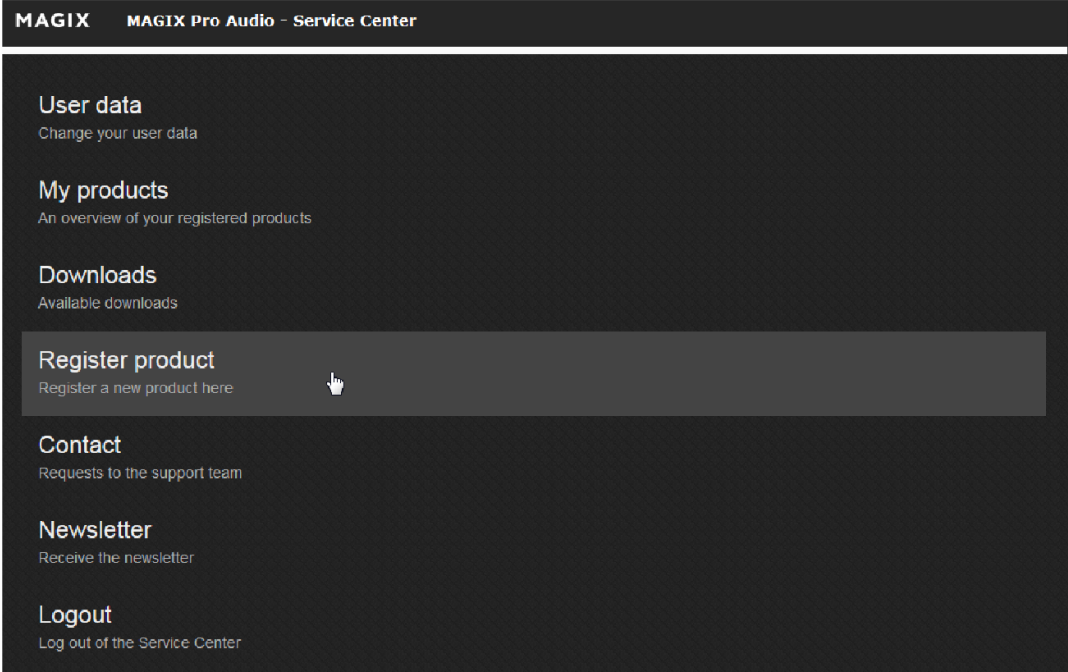 MAGIX MAGIX Pro Audio - Service Center
User data
Change your user data
My products
An overview of your registered products
Downloads
Available downloads
Register product
Register a new product here
Contact
Requests to the support team
Newsletter
Receive the newsletter
Logout
Log out of the Service Center